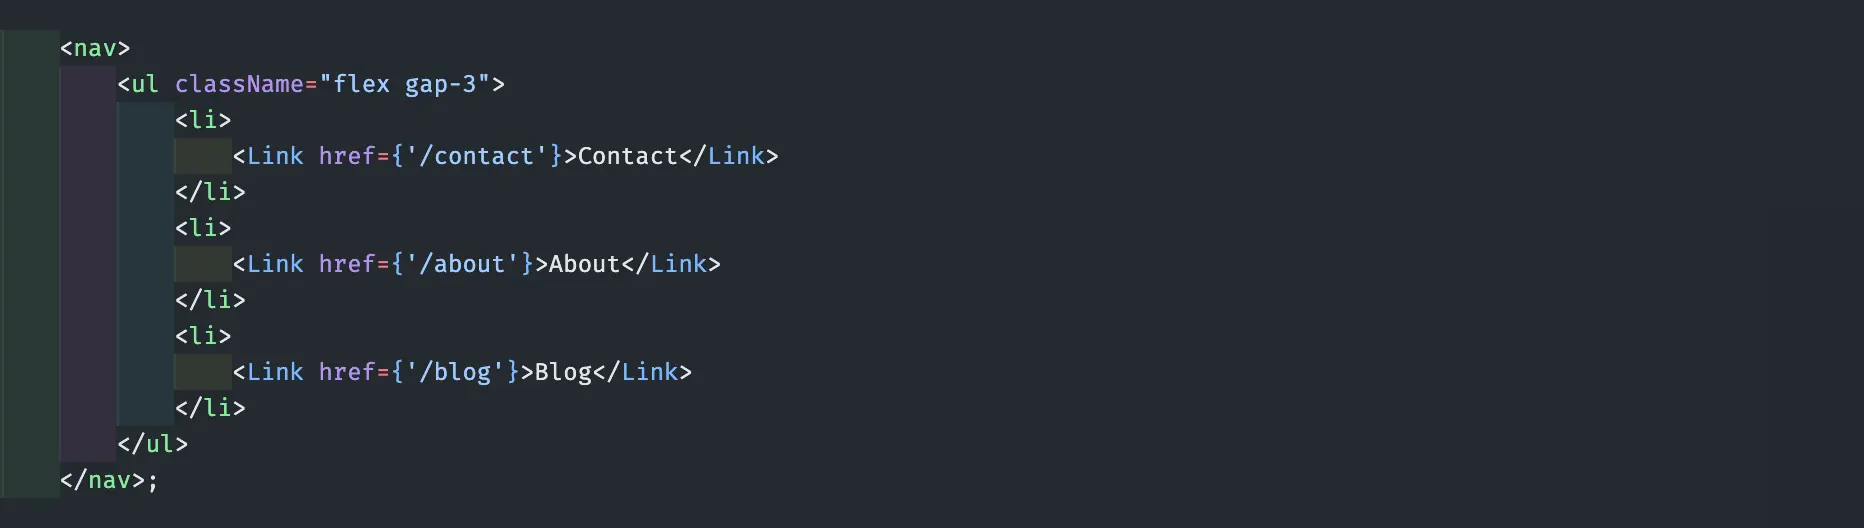 <nav>
<ul className="flex gap-3">
<li>
<Link href={'/contact'}>Contact</Link>
</li>
<li>
<Link href={'/about'}>About</Link>
</li>
<li>
<Link href={'/blog'}>Blog</Link>
</li>
</ul>
</nav>;